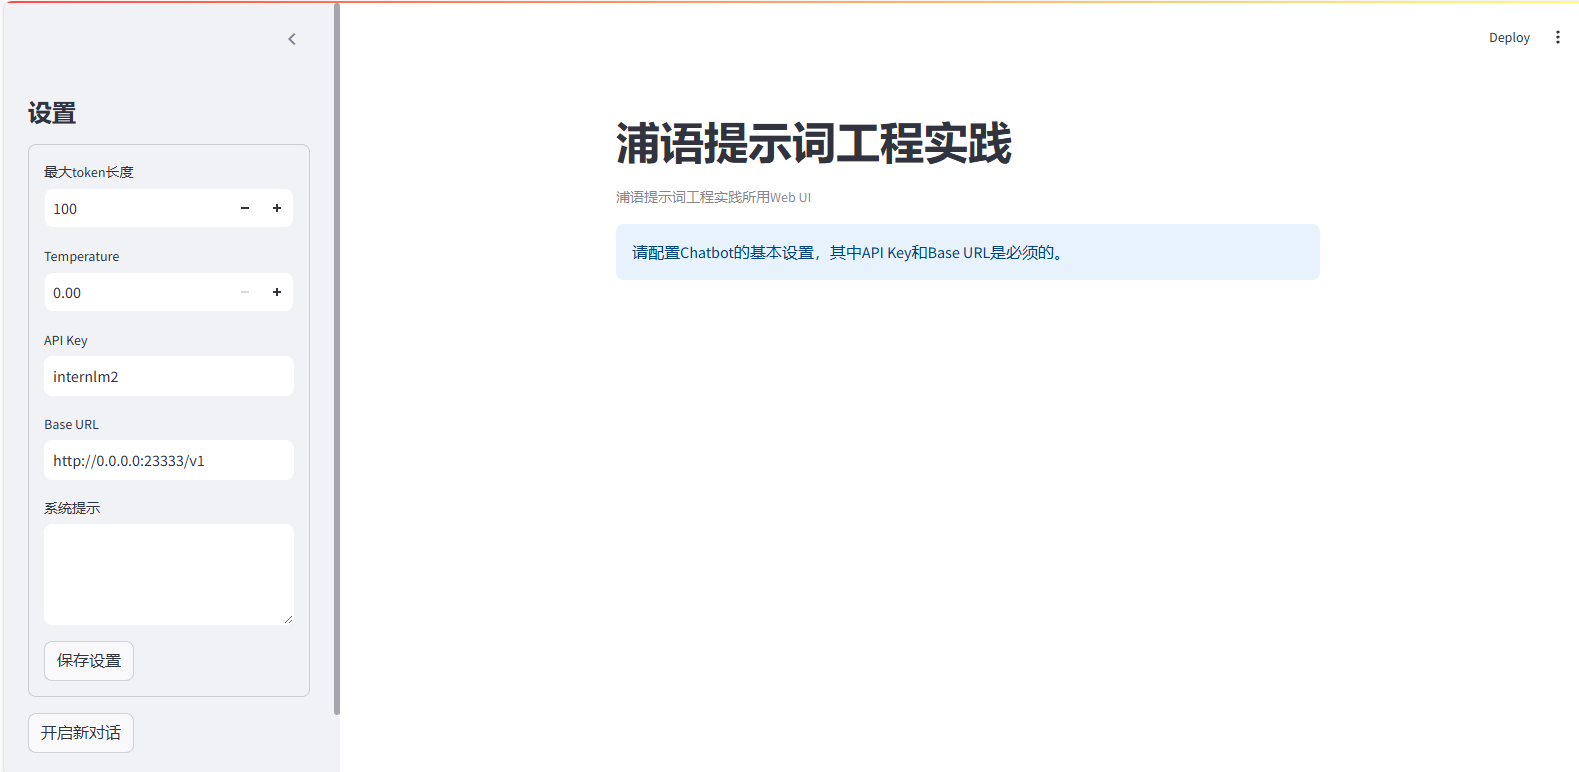 Deploy
设置
最大token长度
100
Temperature
0.00
API Key
internlm2
Base URL
http://0.0.0.0:23333/v1
系统提示
保存设置
开启新对话
浦语提示词工程实践
浦语提示词工程实践所用Web UI
请配置Chatbot的基本设置，其中API Key和Base URL是必须的。